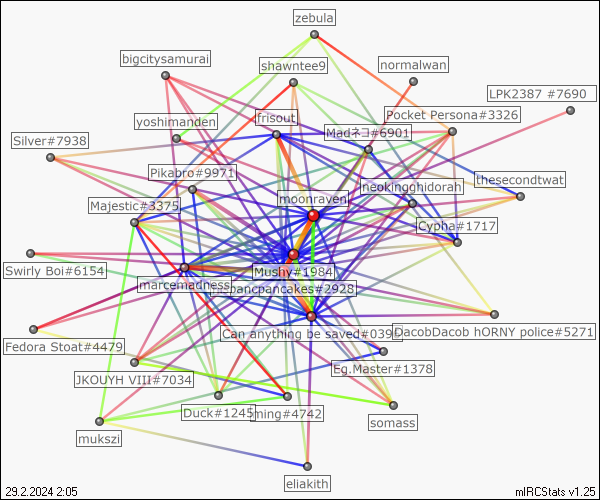 zebula
bigcitysamurai
shawntee9
normalwan
LPK2387 #7690
yoshimanden
frisout
Pocket Persona#3326
Madネコ#6901
Silver#7938
Pikabro#9971
thesecondtwat
neokingghidorah
moonraven
Majestic#3375
Cypha#1717
Swirly Boi#6154
Mushy#1984
marcemadness
pancpancakes#2928
Can anything be saved#039
DacobDacob hORNY police#5271
Fedora Stoat#4479
Eg.Master#1378
JKOUYH VIII#7034
Duck#1245
ming#4742
somass
mukszi
eliakith
29.2.2024 2:05
mIRCStats v1.25